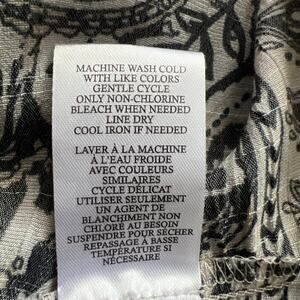 MACHINE WASH COLD
WITH LIKE COLORS
GENTLE CYCLE
ONLY NON-CHLORINE
BLEACH WHEN NEEDED
LINE DRY
COOL IRON IF NEEDED
LAVER À LA MACHINE
À L'EAU FROIDE
AVEC COULEURS
SIMILAIRES
CYCLE DÉLICAT
UTILISER SEULEMENT
UN AGENT DE
BLANCHIMENT NON
CHLORÉ AU BESOIN
SUSPENDRE POUR SÉCHER
REPASSAGE À BASSE
TEMPÉRATURE SI
NÉCESSAIRE